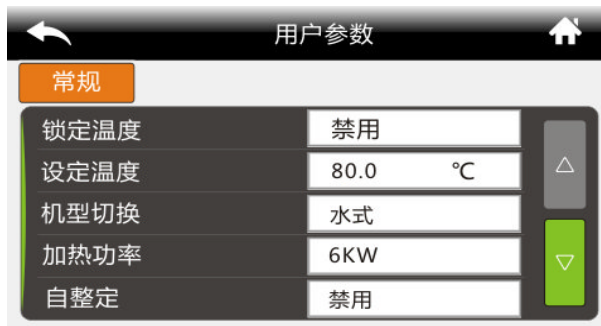 用户参数
常规
锁定温度 禁用
设定温度 80.0 ℃
机型切换 水式
加热功率 6KW
自整定 禁用